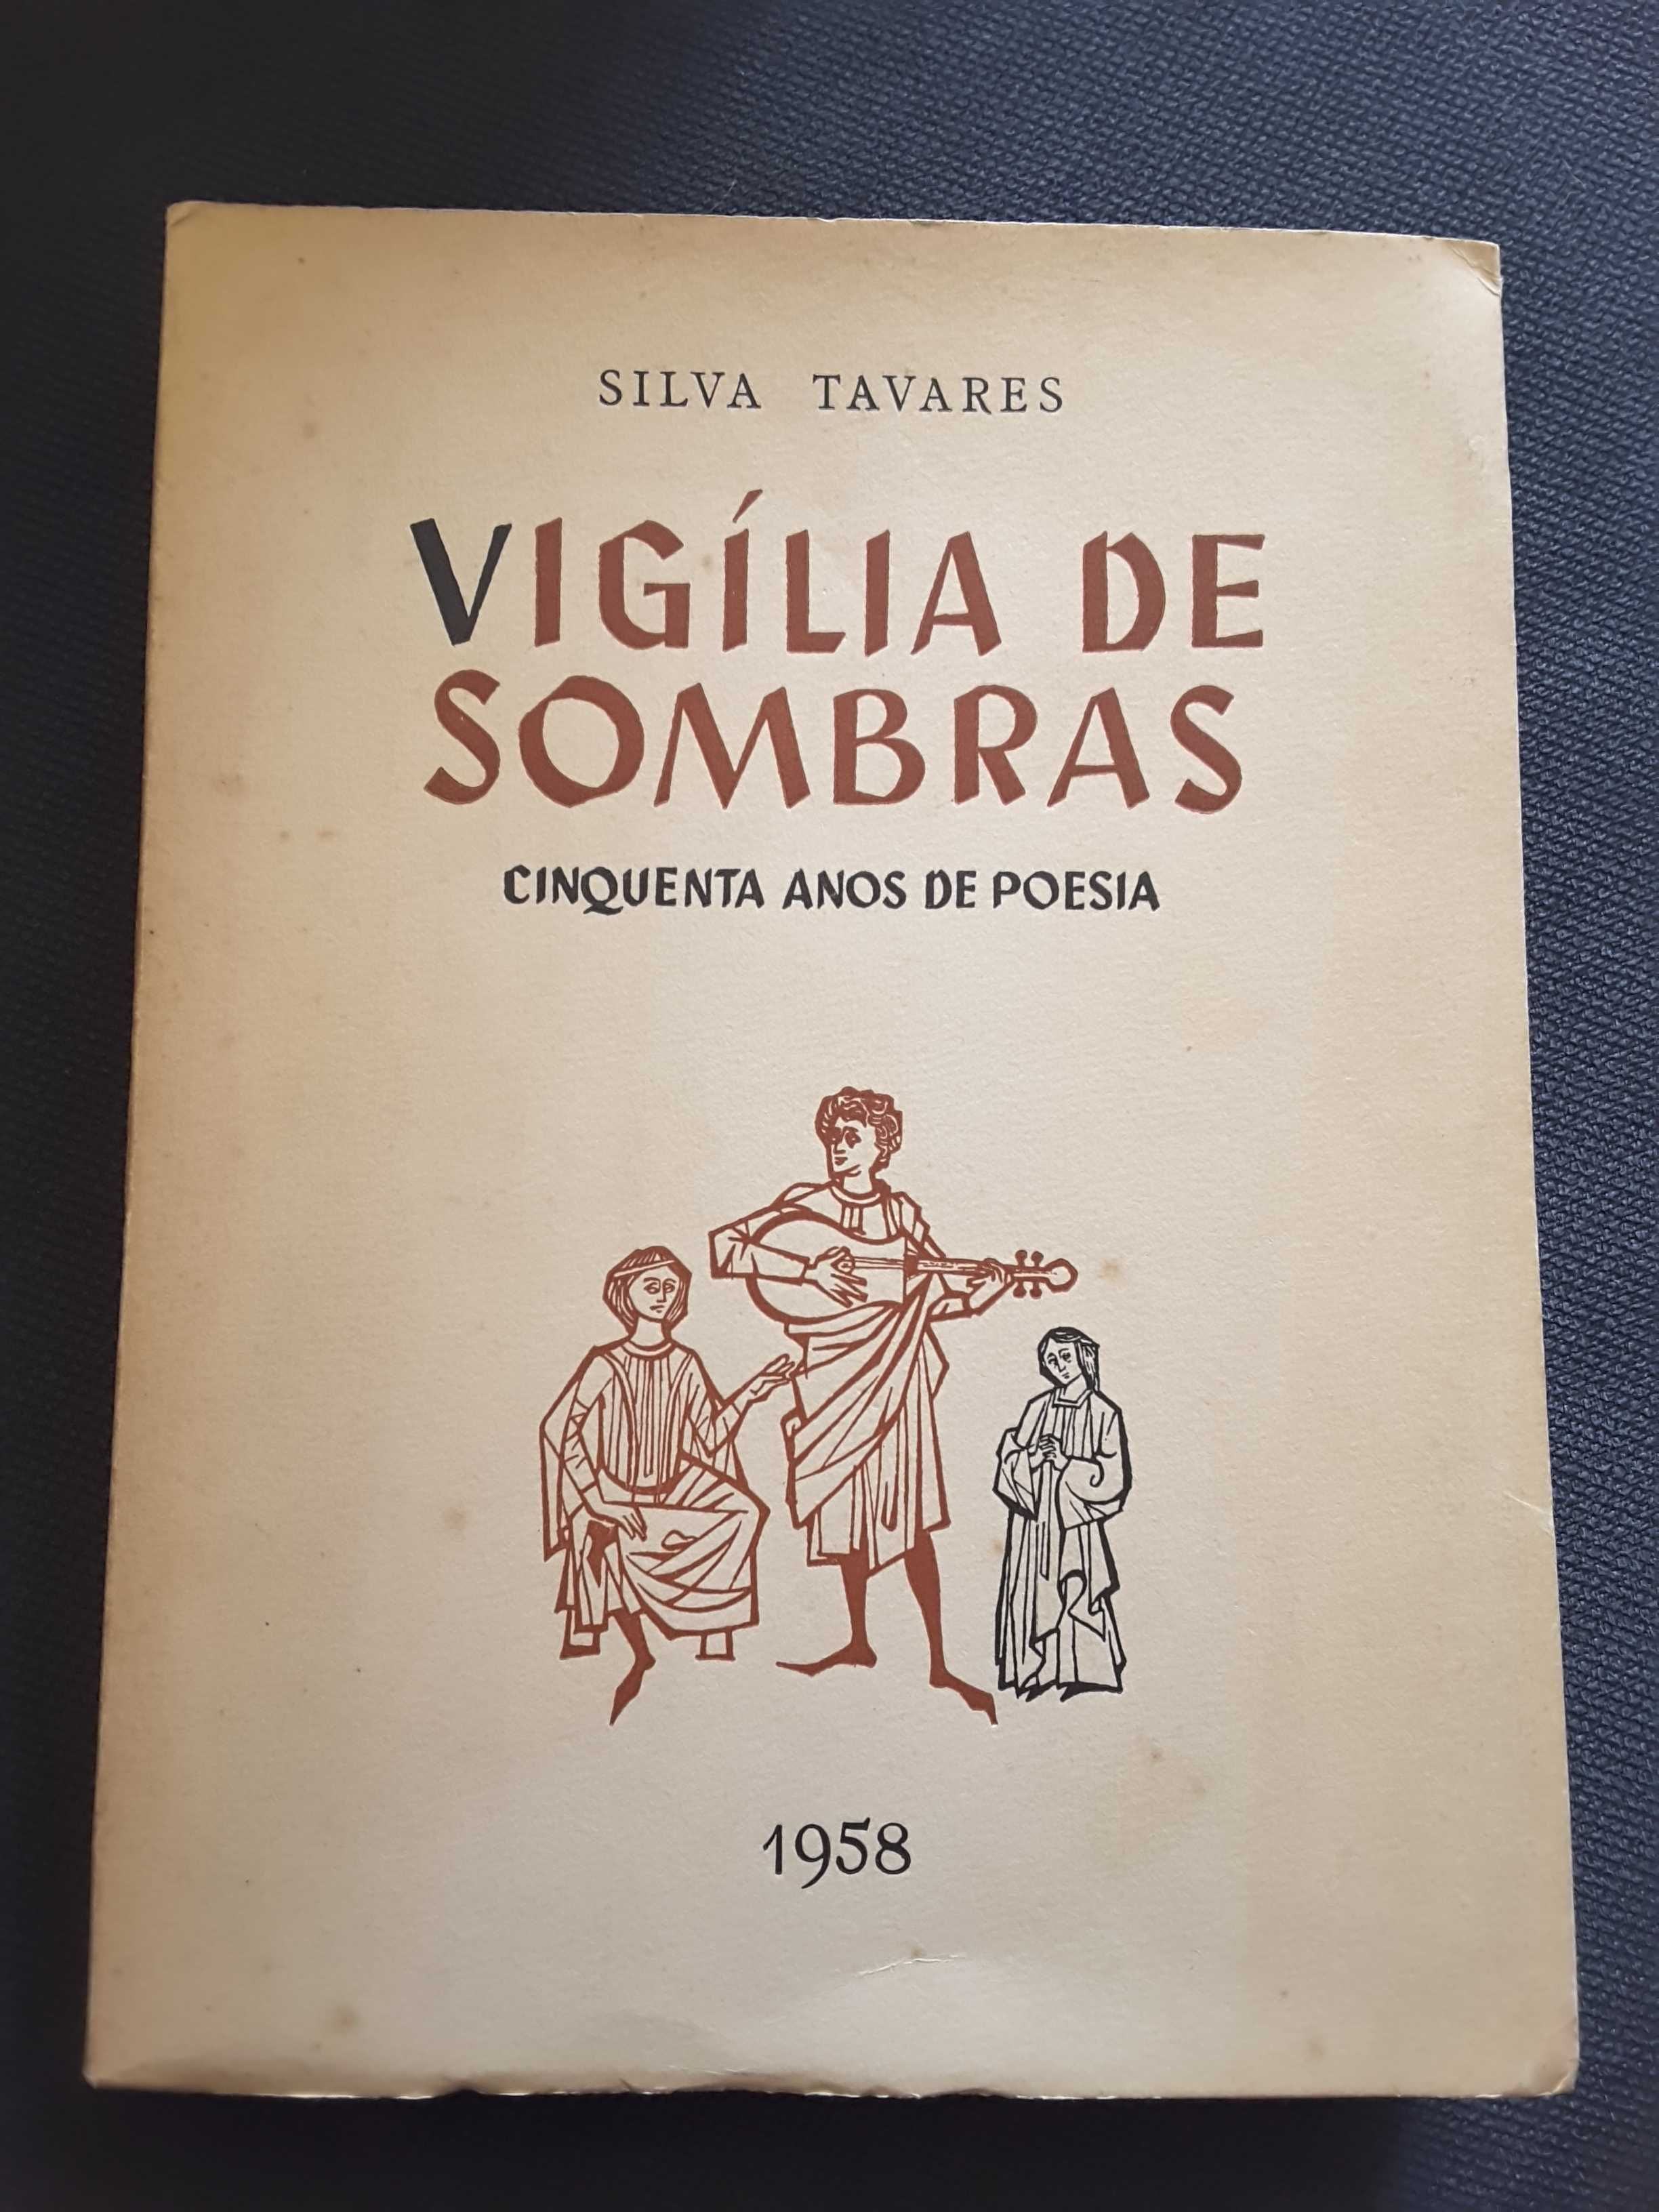 SILVA TAVARES
VIGÍLIA DE
SOMBRAS
CINQUENTA ANOS DE POESIA
1958